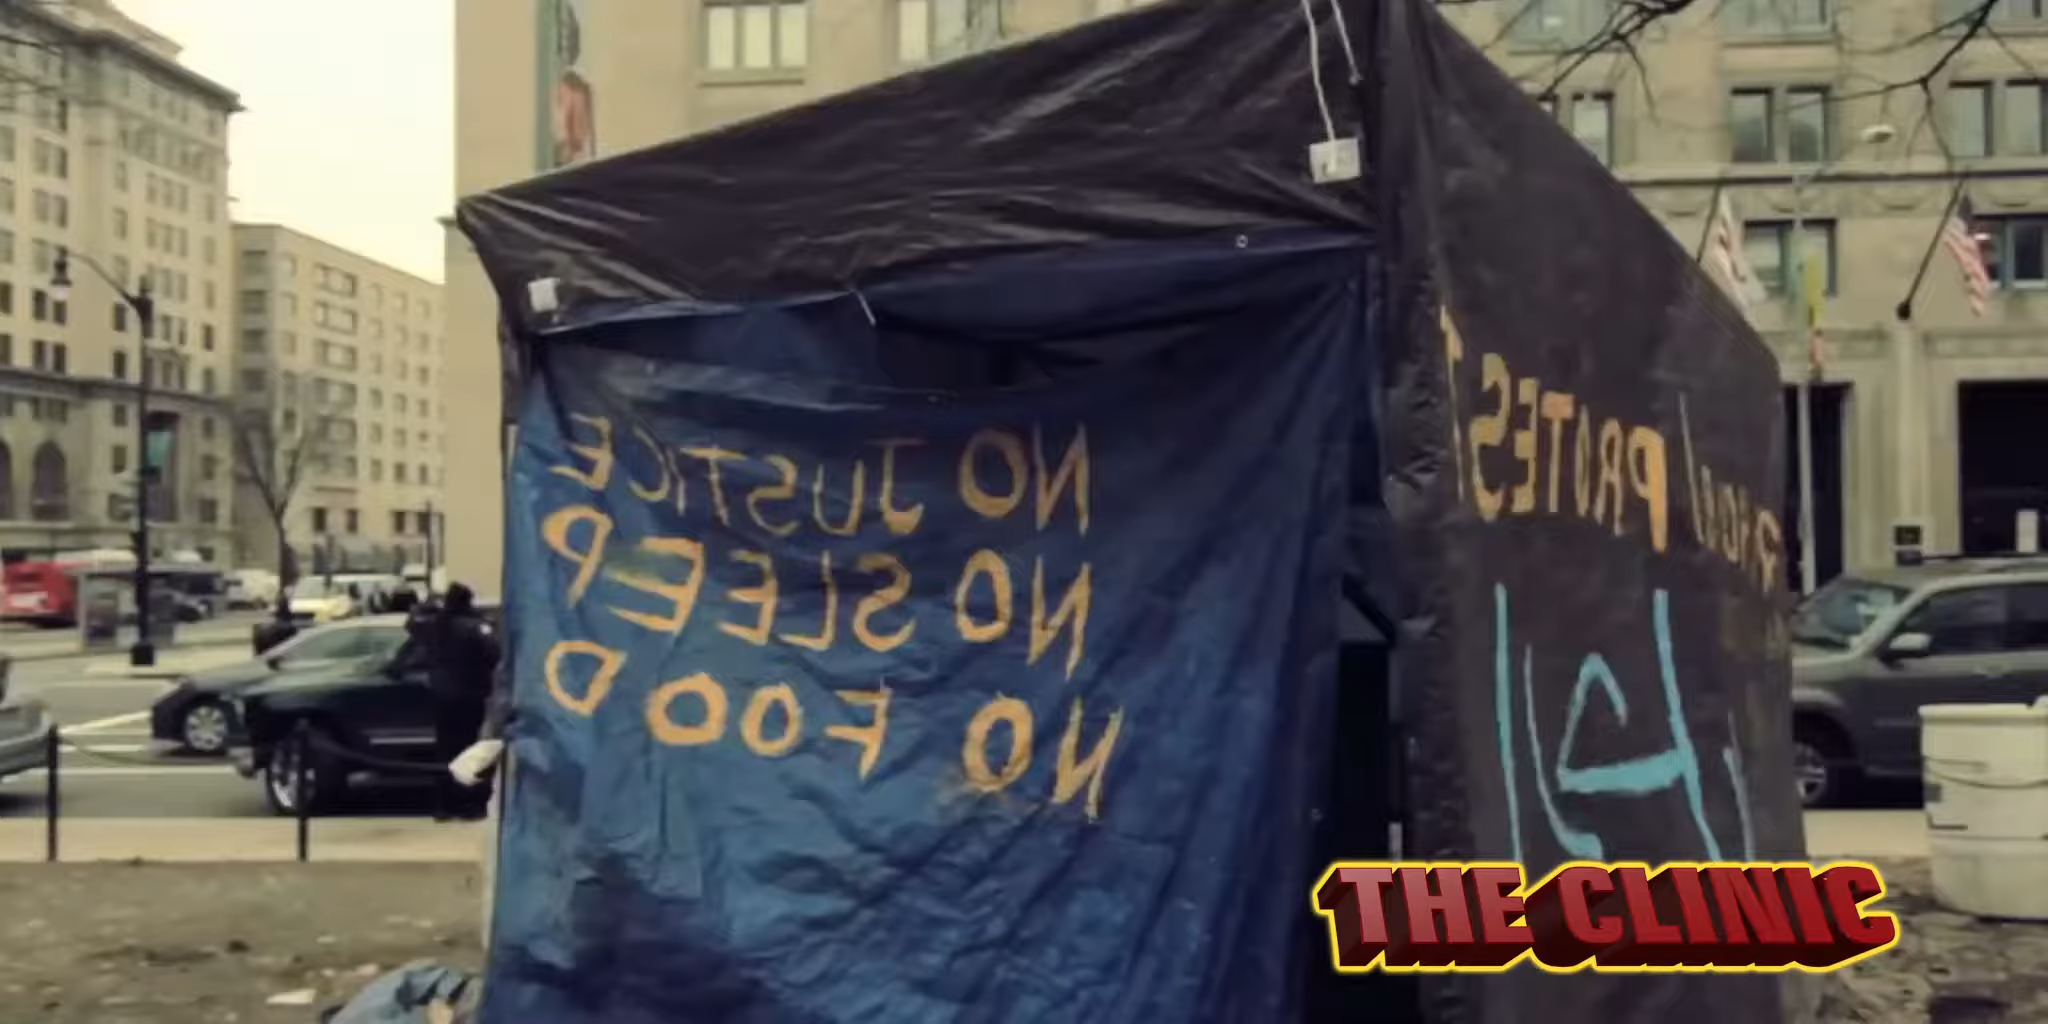 NO JUSTICE
NO SLEEP
NO FOOD
PROTEST
THE CLINIC